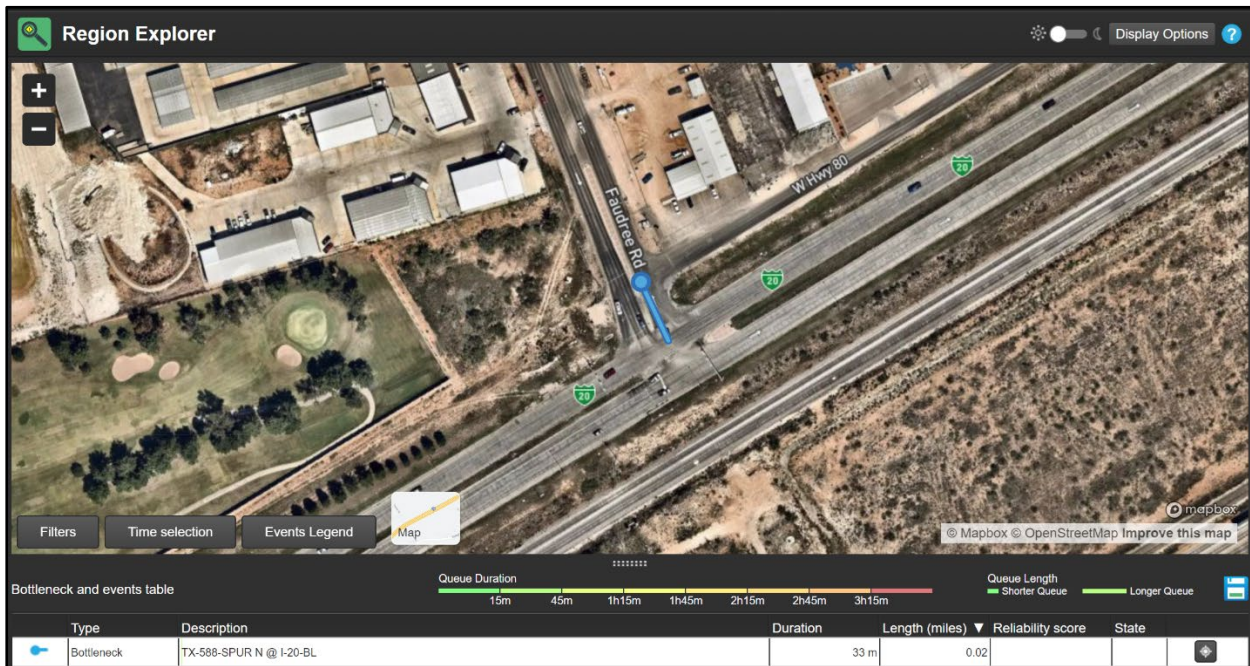 Region Explorer
Display Options ?
+
−
W Hwy 80
20
Faudree Rd
20
20
Filters
Time selection
Events Legend
Map
mapbox
© Mapbox © OpenStreetMap Improve this map
Bottleneck and events table
Queue Duration
15m 45m 1h15m 1h45m 2h15m 2h45m 3h15m
Queue Length
Shorter Queue Longer Queue
Type Description Duration Length (miles) ▼ Reliability score State
Bottleneck TX-588-SPUR N @ I-20-BL 33 m 0.02